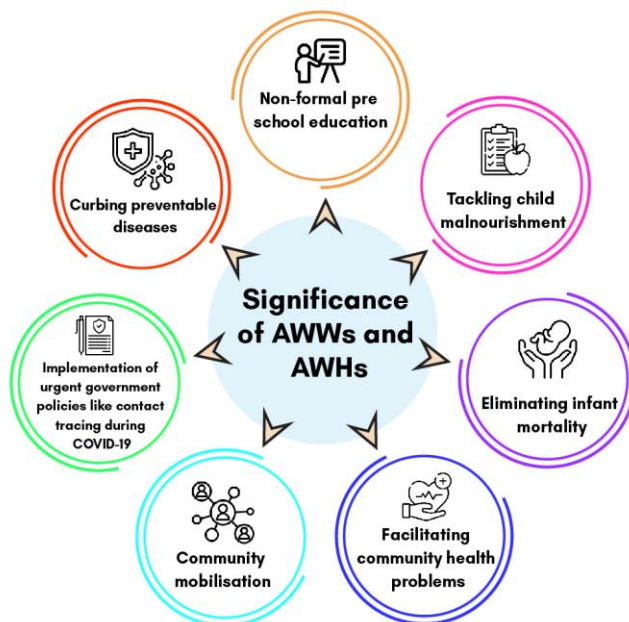 Significance
of AWWs and
AWHs
Non-formal pre
school education
Tackling child
malnourishment
Eliminating infant
mortality
Facilitating
community health
problems
Community
mobilisation
Implementation of
urgent government
policies like contact
tracing during
COVID-19
Curbing preventable
diseases